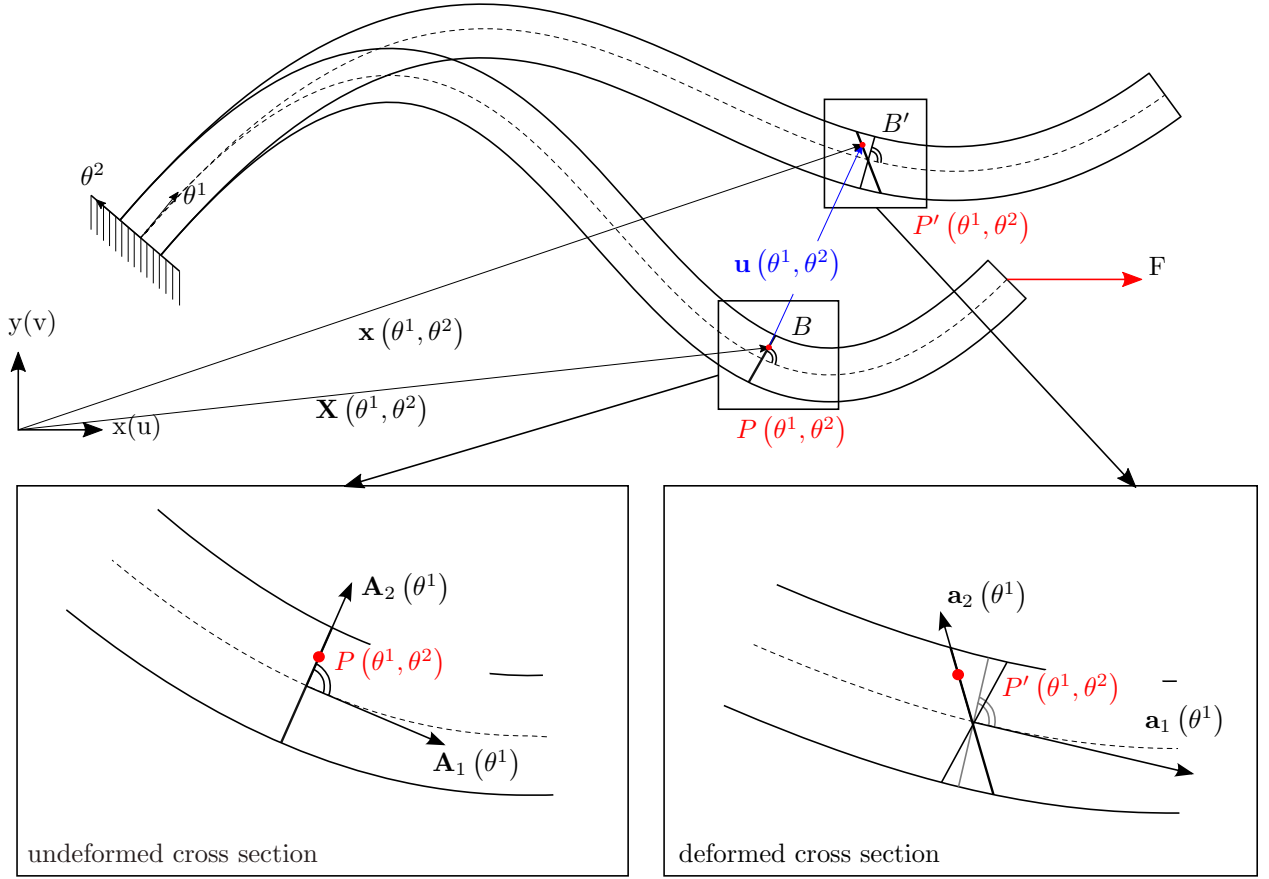 θ²
θ¹
B′
P′ (θ¹, θ²)
u (θ¹, θ²)
F
y(v)
x (θ¹, θ²)
B
X (θ¹, θ²)
x(u)
P (θ¹, θ²)
A₂ (θ¹)
P (θ¹, θ²)
A₁ (θ¹)
undeformed cross section
a₂ (θ¹)
P′ (θ¹, θ²)
a₁ (θ¹)
deformed cross section